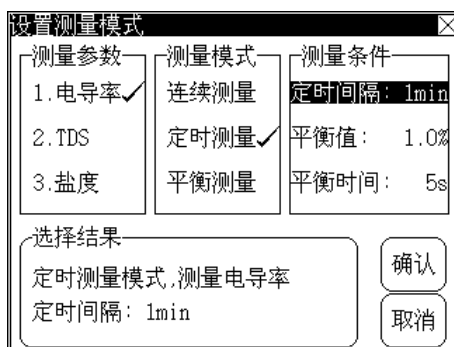 设置测量模式
测量参数
1.电导率
2.TDS
3.盐度
测量模式
连续测量
定时测量
平衡测量
测量条件
定时间隔: 1min
平衡值: 1.0%
平衡时间: 5s
选择结果
定时测量模式,测量电导率
定时间隔: 1min
确认
取消